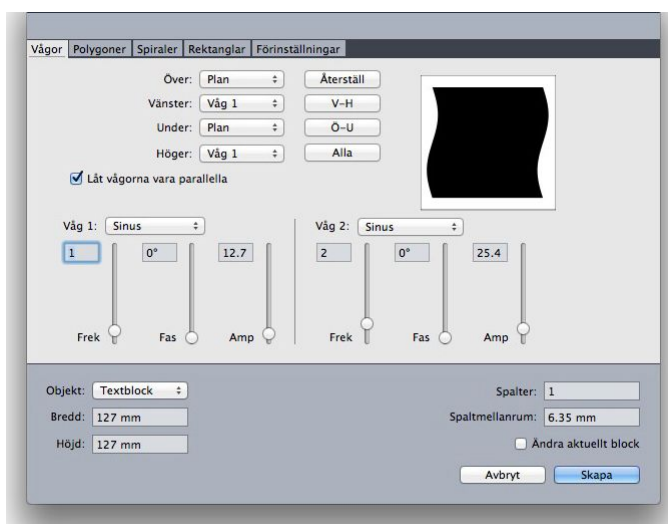 Vågor Polygoner Spiraler Rektanglar Förinställningar
Över: Plan Återställ
Vänster: Våg 1 V-H
Under: Plan Ö-U
Höger: Våg 1 Alla
Låt vågorna vara parallella
Våg 1: Sinus Våg 2: Sinus
1 0° 12.7 2 0° 25.4
Frek Fas Amp Frek Fas Amp
Objekt: Textblock Spalter: 1
Bredd: 127 mm Spaltmellanrum: 6.35 mm
Höjd: 127 mm Ändra aktuellt block
Avbryt Skapa